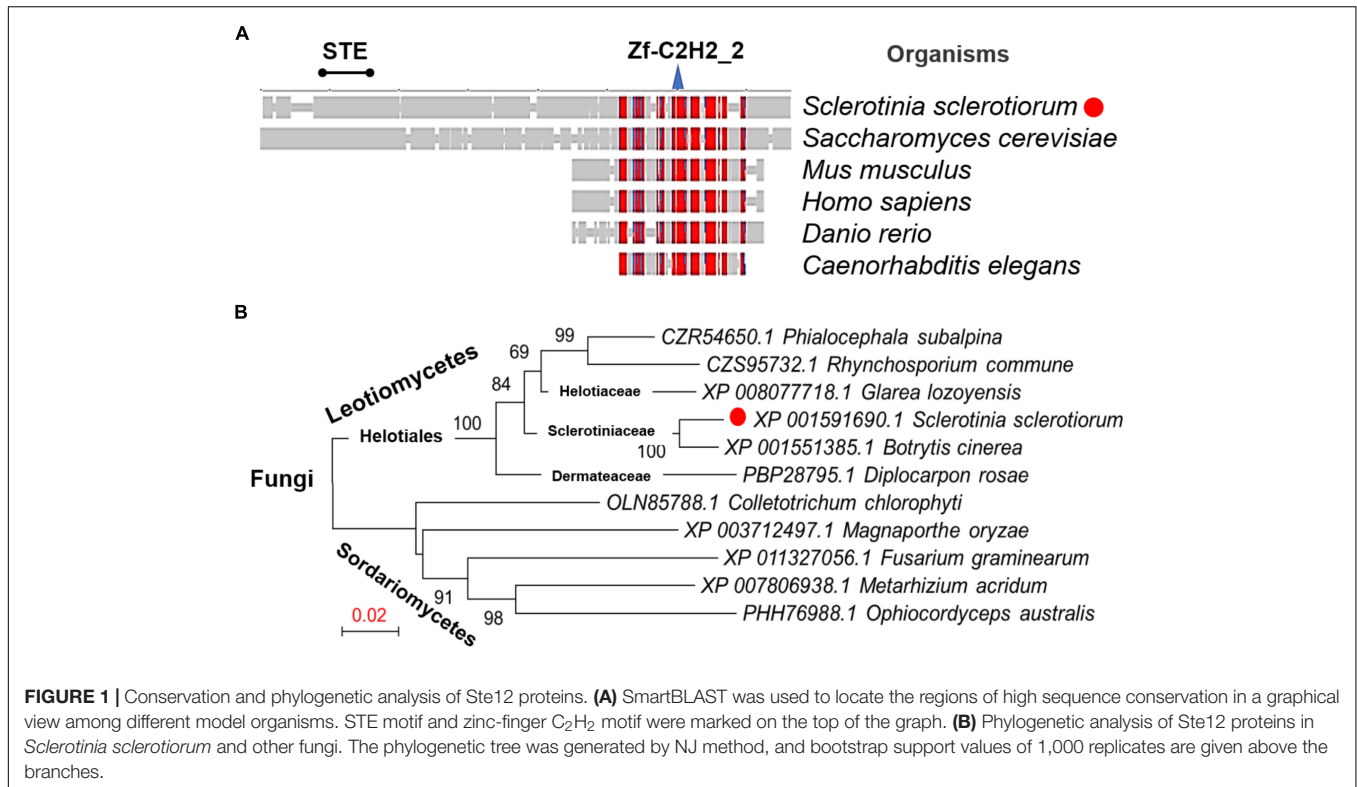 A
STE
Zf-C2H2_2
Organisms
Sclerotinia sclerotiorum
Saccharomyces cerevisiae
Mus musculus
Homo sapiens
Danio rerio
Caenorhabditis elegans
B
Leotiomycetes
99
CZR54650.1 Phialocephala subalpina
69
CZS95732.1 Rhynchosporium commune
84
Helotiaceae
XP 008077718.1 Glarea lozoyensis
100
XP 001591690.1 Sclerotinia sclerotiorum
Helotiales
Sclerotiniaceae
100
XP 001551385.1 Botrytis cinerea
Fungi
Dermateaceae
PBP28795.1 Diplocarpon rosae
OLN85788.1 Colletotrichum chlorophyti
XP 003712497.1 Magnaporthe oryzae
Sordariomycetes
XP 011327056.1 Fusarium graminearum
91
XP 007806938.1 Metarhizium acridum
98
PHH76988.1 Ophiocordyceps australis
0.02
FIGURE 1 | Conservation and phylogenetic analysis of Ste12 proteins. (A) SmartBLAST was used to locate the regions of high sequence conservation in a graphical
view among different model organisms. STE motif and zinc-finger C2H2 motif were marked on the top of the graph. (B) Phylogenetic analysis of Ste12 proteins in
Sclerotinia sclerotiorum and other fungi. The phylogenetic tree was generated by NJ method, and bootstrap support values of 1,000 replicates are given above the
branches.